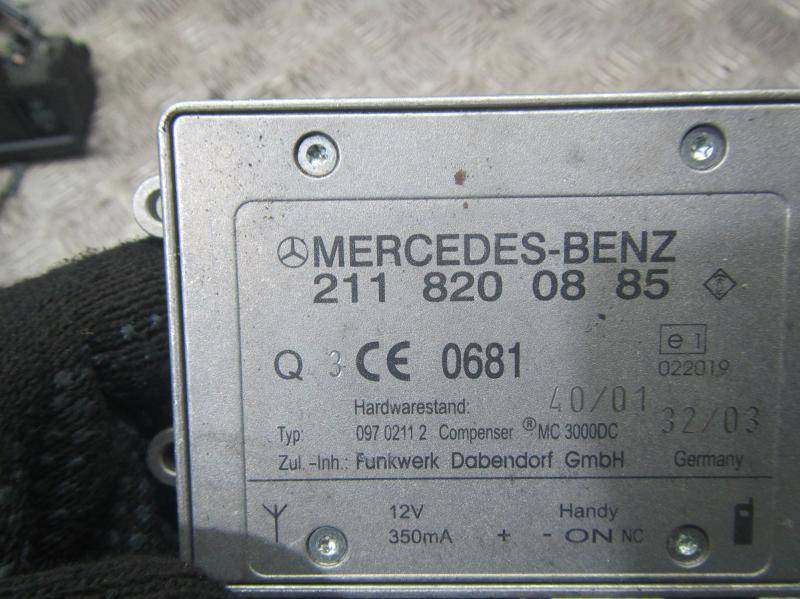 MERCEDES-BENZ
211 820 08 85
Q 3 CE 0681 e1
022019
Hardwarestand: 40/01 32/03
Typ: 097 0211 2 Compenser ® MC 3000DC
Zul. -Inh.: Funkwerk Dabendorf GmbH Germany
12V Handy
350mA + - ON NC